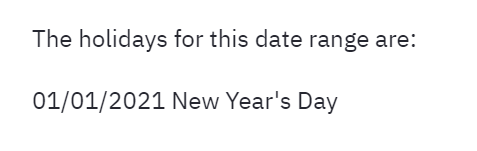 The holidays for this date range are:
01/01/2021 New Year's Day